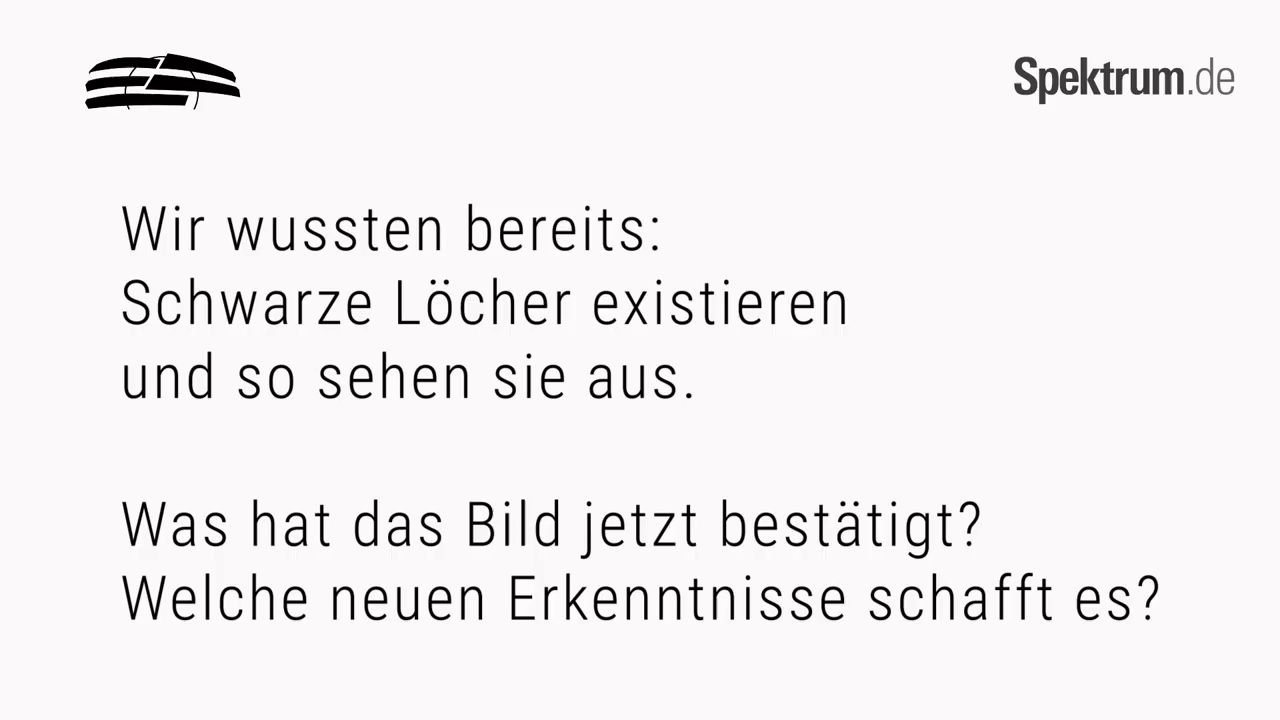 Spektrum.de
Wir wussten bereits:
Schwarze Löcher existieren
und so sehen sie aus.
Was hat das Bild jetzt bestätigt?
Welche neuen Erkenntnisse schafft es?